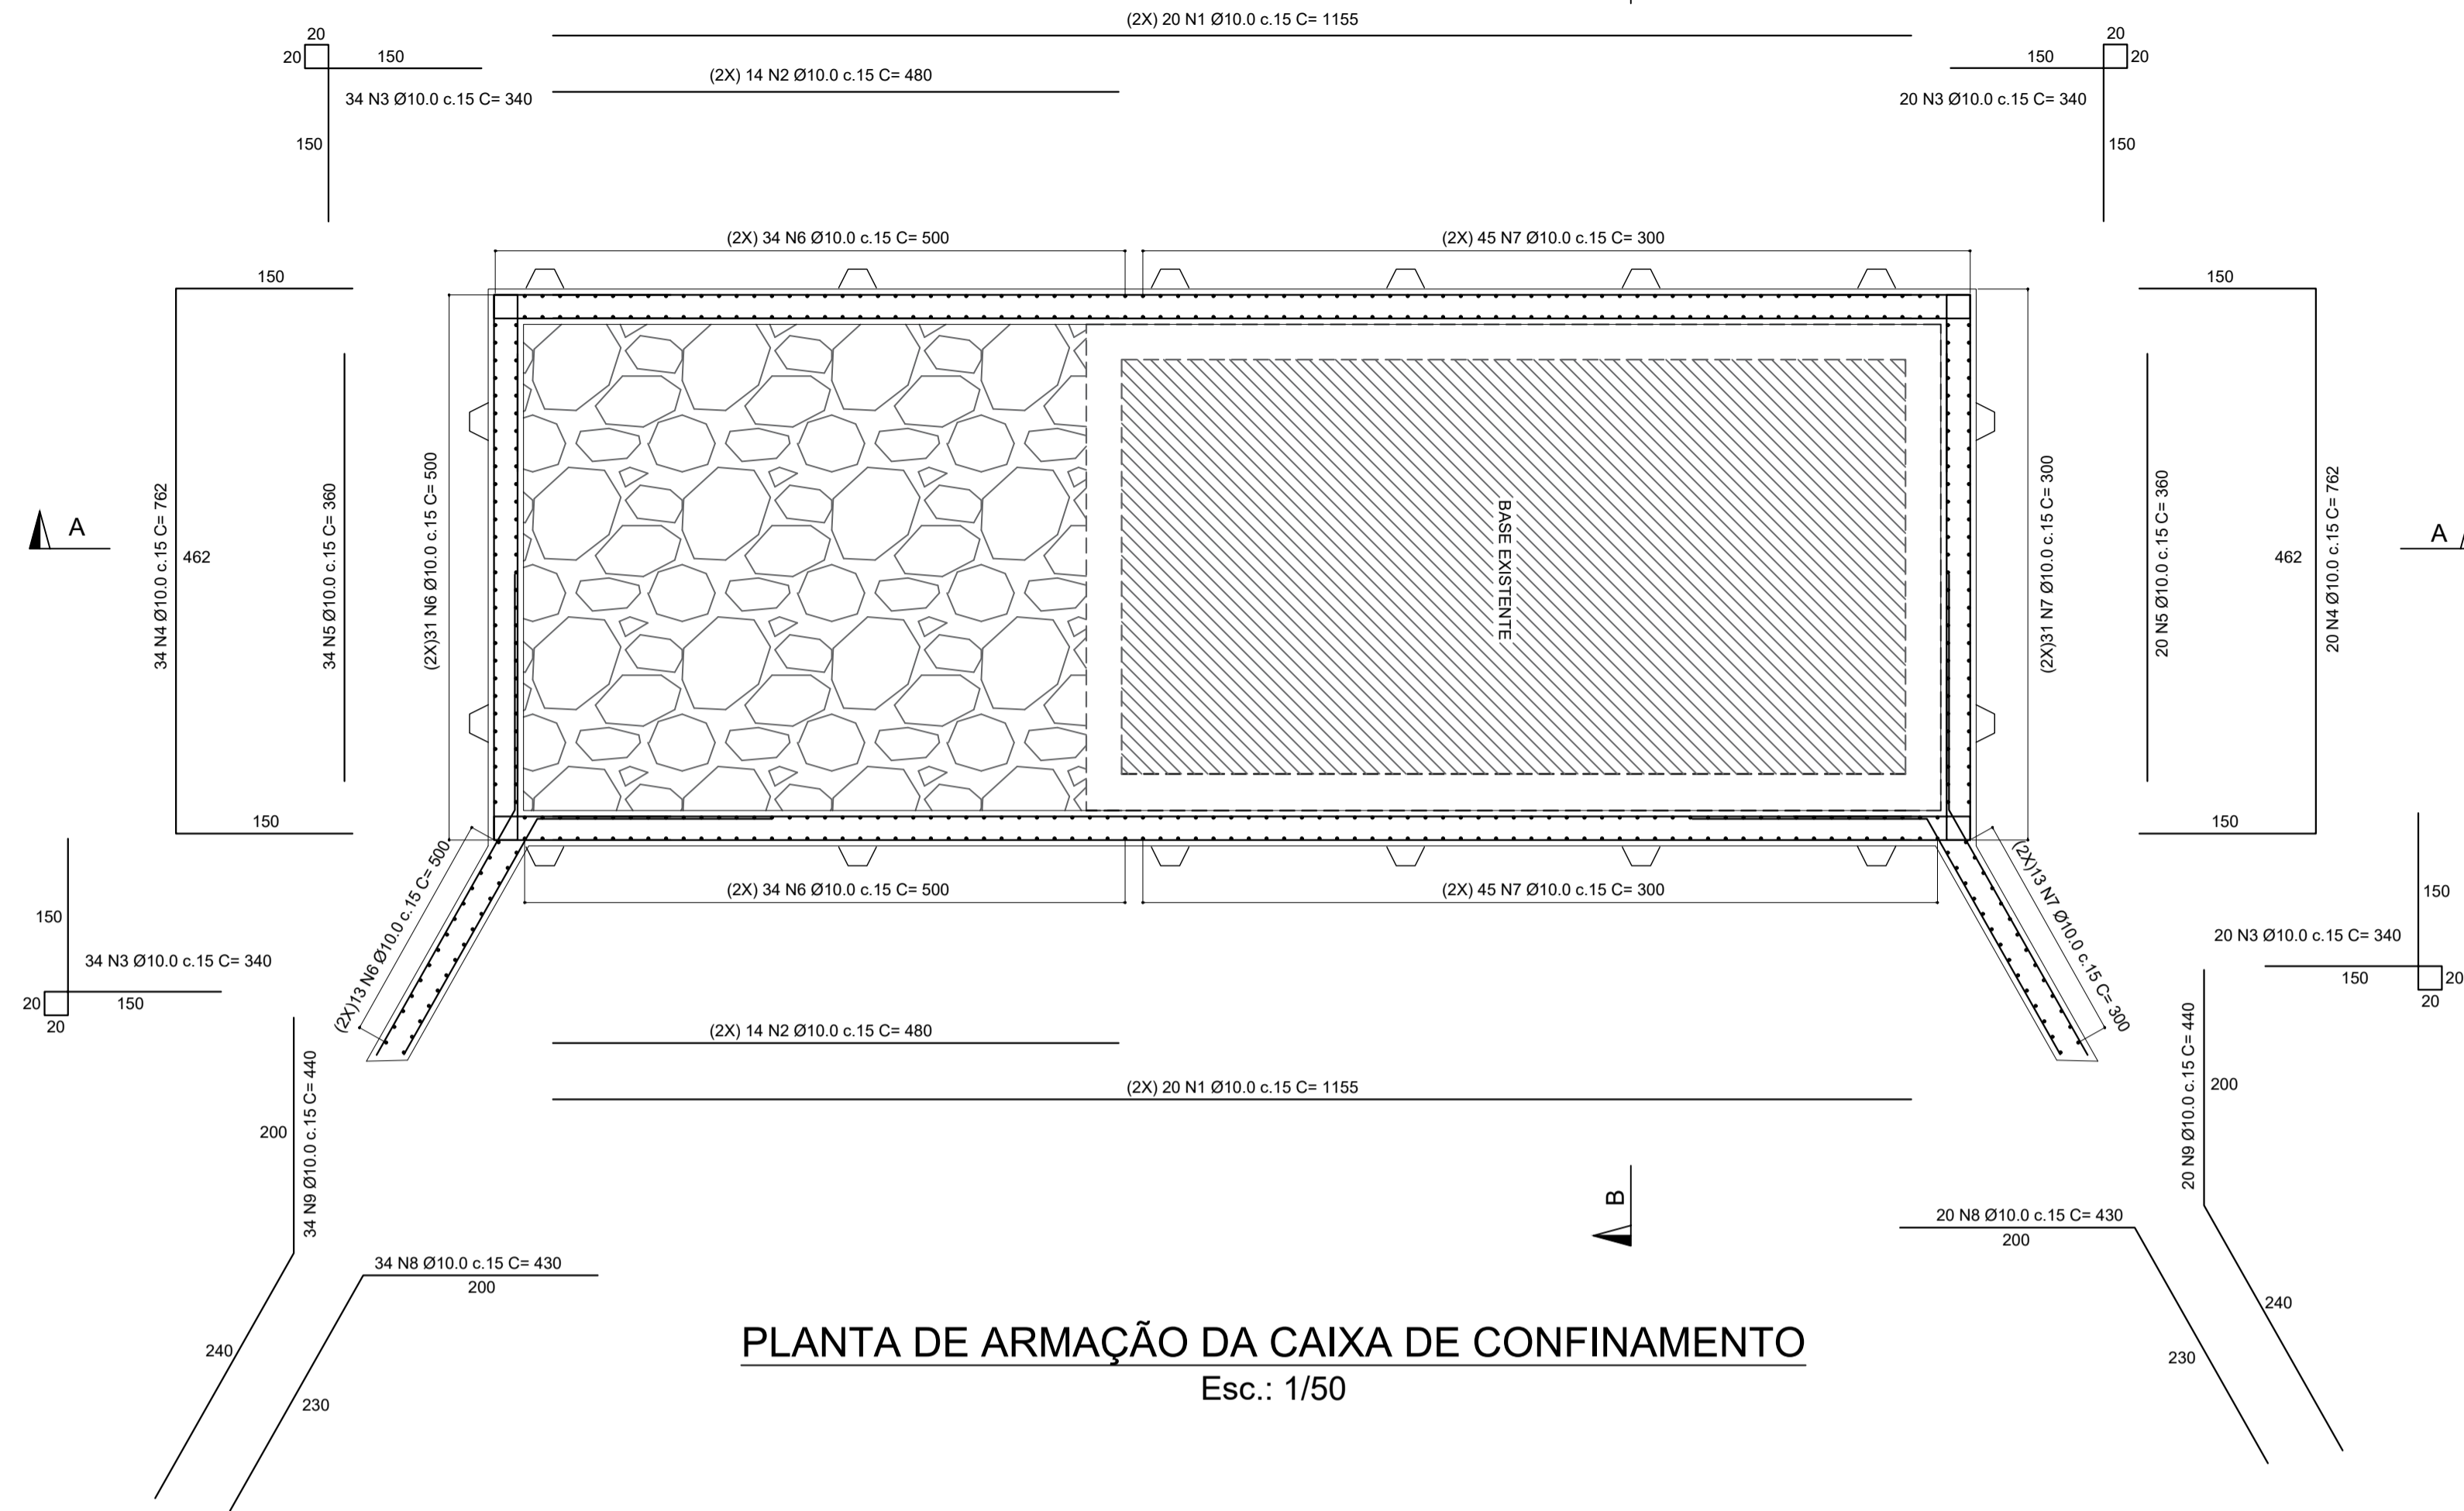 (2X) 20 N1 Ø10.0 c.15 C= 1155
20
20
150
34 N3 Ø10.0 c.15 C= 340
150
(2X) 14 N2 Ø10.0 c.15 C= 480
20
150
20
20 N3 Ø10.0 c.15 C= 340
150
(2X) 34 N6 Ø10.0 c.15 C= 500
(2X) 45 N7 Ø10.0 c.15 C= 300
150
150
A
34 N4 Ø10.0 c.15 C= 762
462
34 N5 Ø10.0 c.15 C= 360
(2X)31 N6 Ø10.0 c.15 C= 500
BASE EXISTENTE
(2X)31 N7 Ø10.0 c.15 C= 300
20 N5 Ø10.0 c.15 C= 360
462
20 N4 Ø10.0 c.15 C= 762
A
150
150
(2X)13 N6 Ø10.0 c.15 C= 500
(2X) 34 N6 Ø10.0 c.15 C= 500
(2X) 45 N7 Ø10.0 c.15 C= 300
(2X)13 N7 Ø10.0 c.15 C= 300
150
34 N3 Ø10.0 c.15 C= 340
20
150
20
150
20 N3 Ø10.0 c.15 C= 340
150
20
20
(2X) 14 N2 Ø10.0 c.15 C= 480
(2X) 20 N1 Ø10.0 c.15 C= 1155
200
34 N9 Ø10.0 c.15 C= 440
20 N9 Ø10.0 c.15 C= 440
200
B
34 N8 Ø10.0 c.15 C= 430
200
20 N8 Ø10.0 c.15 C= 430
200
240
230
230
240
PLANTA DE ARMAÇÃO DA CAIXA DE CONFINAMENTO
Esc.: 1/50